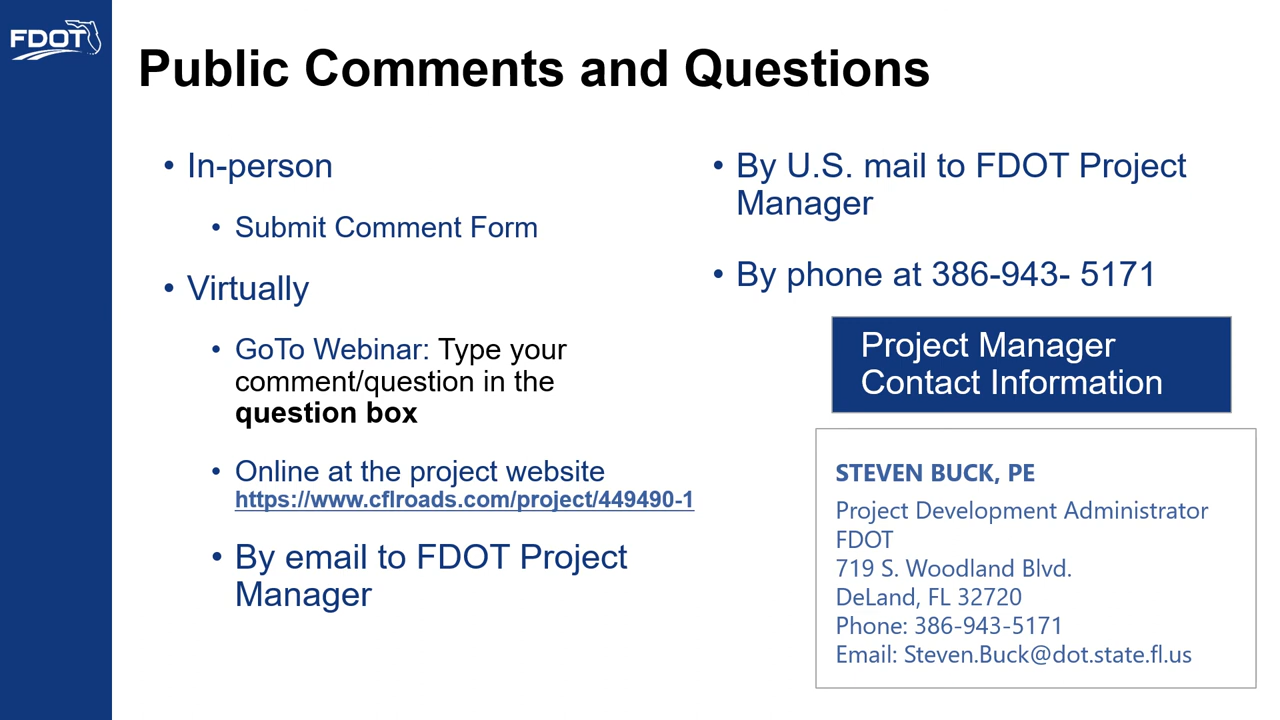 FDOT
Public Comments and Questions
• In-person
• Submit Comment Form
• Virtually
• GoTo Webinar: Type your
comment/question in the
question box
• Online at the project website
https://www.cflroads.com/project/449490-1
• By email to FDOT Project
Manager
• By U.S. mail to FDOT Project
Manager
• By phone at 386-943- 5171
Project Manager
Contact Information
STEVEN BUCK, PE
Project Development Administrator
FDOT
719 S. Woodland Blvd.
DeLand, FL 32720
Phone: 386-943-5171
Email: Steven.Buck@dot.state.fl.us